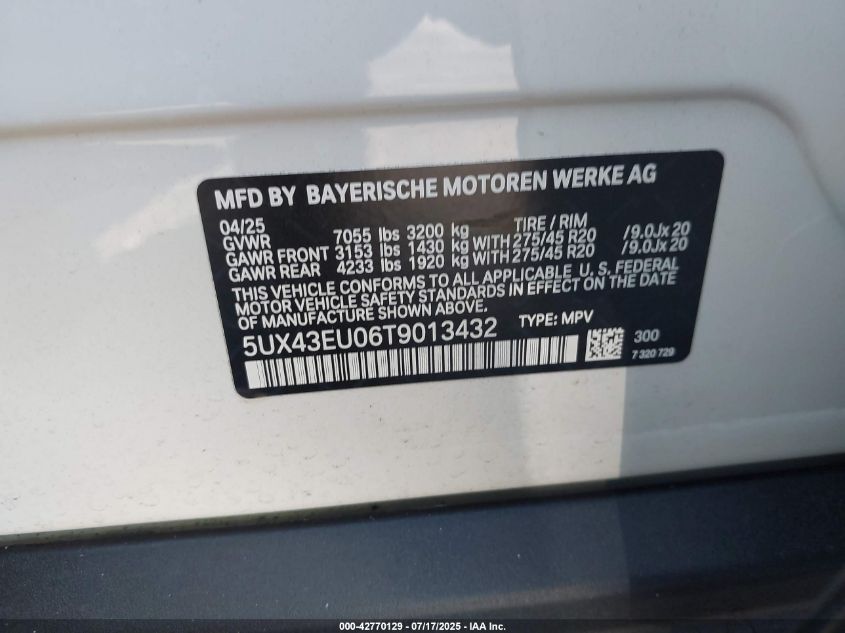 MFD BY BAYERISCHE MOTOREN WERKE AG
04/25 TIRE / RIM
GVWR 7055 lbs 3200 kg
GAWR FRONT 3153 lbs 1430 kg WITH 275/45 R20 /9.0Jx20
GAWR REAR 4233 lbs 1920 kg WITH 275/45 R20 /9.0Jx20
THIS VEHICLE CONFORMS TO ALL APPLICABLE U. S. FEDERAL
MOTOR VEHICLE SAFETY STANDARDS IN EFFECT ON THE DATE
OF MANUFACTURE SHOWN ABOVE.
5UX43EU06T9013432 TYPE: MPV
300
7 320 729
000-42770129 - 07/17/2025 - IAA Inc.